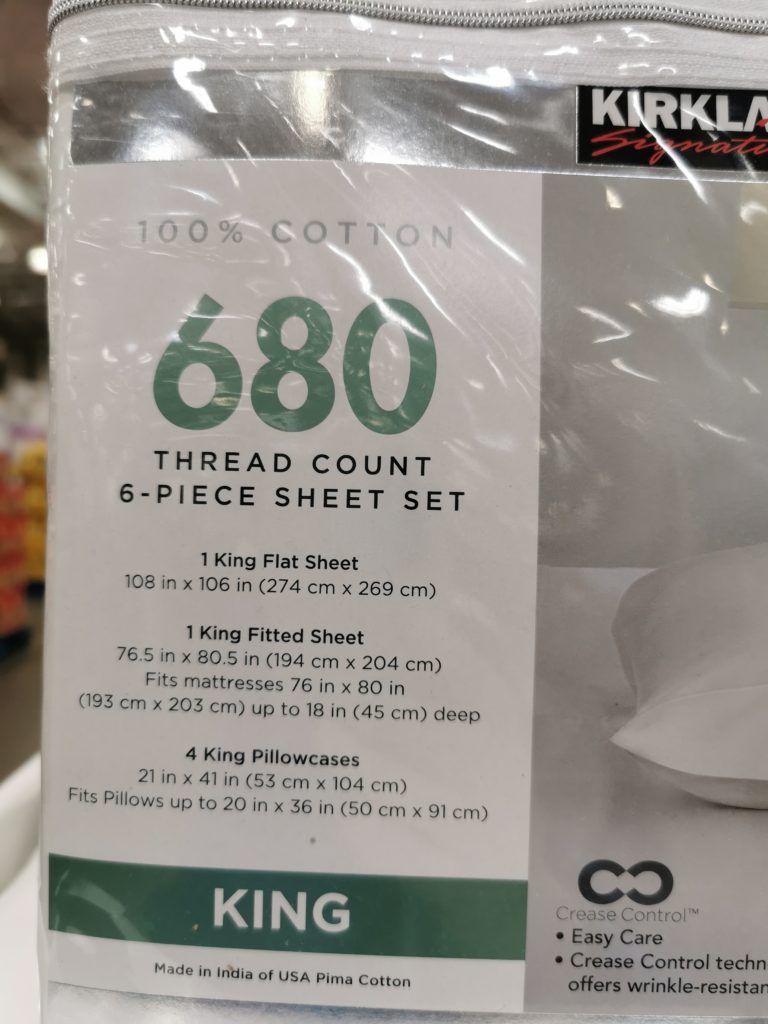 100% COTTON
680
THREAD COUNT
6-PIECE SHEET SET
1 King Flat Sheet
108 in x 106 in (274 cm x 269 cm)
1 King Fitted Sheet
76.5 in x 80.5 in (194 cm x 204 cm)
Fits mattresses 76 in x 80 in
(193 cm x 203 cm) up to 18 in (45 cm) deep
4 King Pillowcases
21 in x 41 in (53 cm x 104 cm)
Fits Pillows up to 20 in x 36 in (50 cm x 91 cm)
KING
Made in India of USA Pima Cotton
KIRKLA
Signatu
Crease Control™
• Easy Care
• Crease Control techn
offers wrinkle-resistan